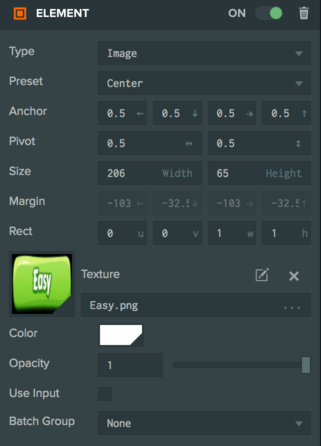 ELEMENT ON
Type Image
Preset Center
Anchor 0.5 ← 0.5 ↓ 0.5 → 0.5 ↑
Pivot 0.5 ↔ 0.5 ↕
Size 206 Width 65 Height
Margin -103 ← -32.5 ↓ -103 → -32.5 ↑
Rect 0 u 0 v 1 w 1 h
Easy
Texture
Easy.png ...
Color
Opacity 1
Use Input
Batch Group None